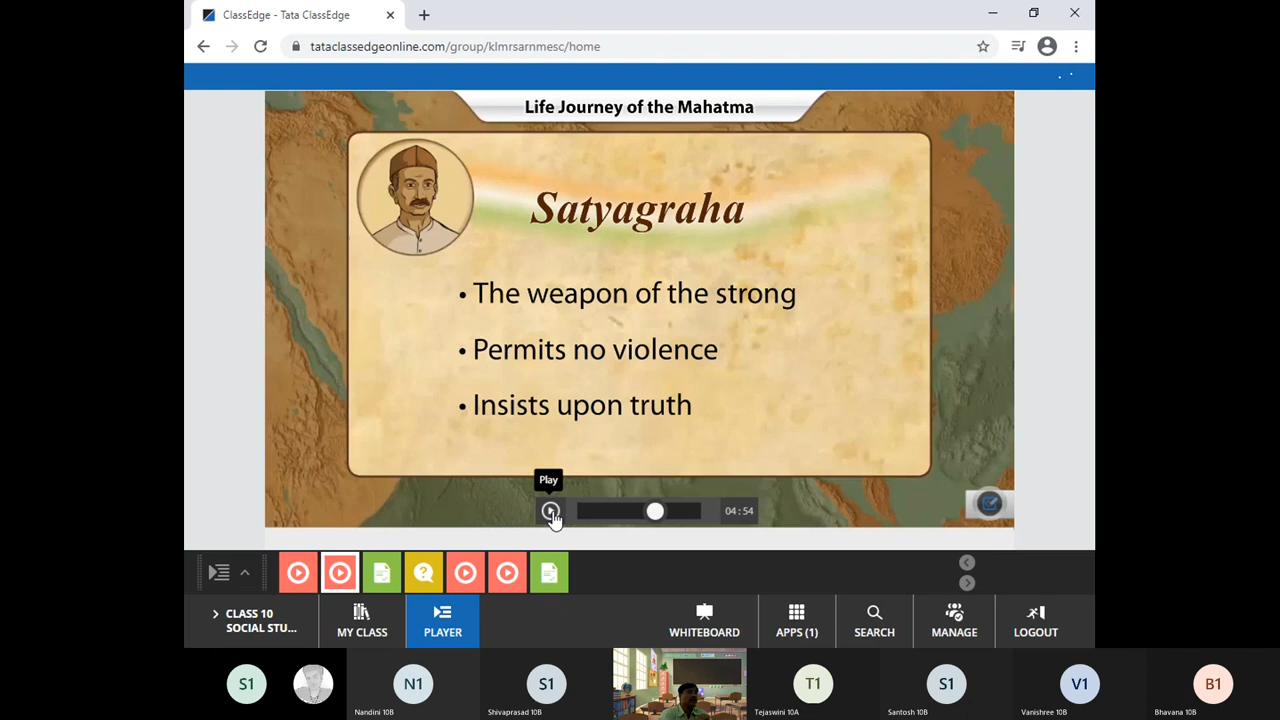 ClassEdge - Tata ClassEdge
tataclassedgeonline.com/group/klmrsarnmesc/home
Life Journey of the Mahatma
Satyagraha
• The weapon of the strong
• Permits no violence
• Insists upon truth
Play
04:54
CLASS 10
SOCIAL STU...
MY CLASS
PLAYER
WHITEBOARD
APPS (1)
SEARCH
MANAGE
LOGOUT
S1
N1
S1
T1
S1
V1
B1
Nandini 10B
Shivaprasad 10B
Tejaswini 10A
Santosh 10B
Vanishree 10B
Bhavana 10B